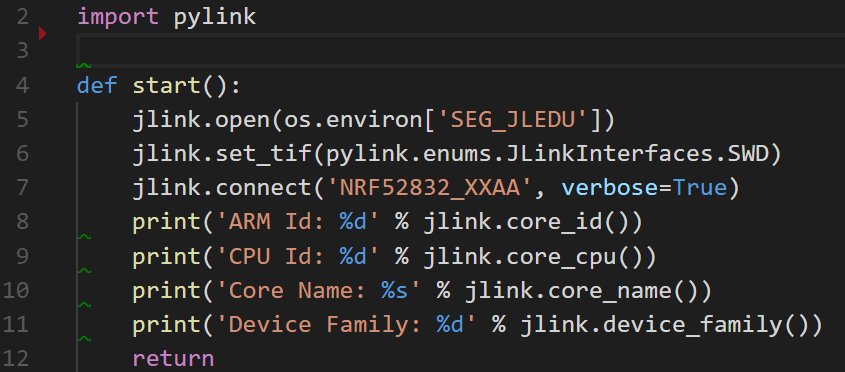 2 import pylink
3
4 def start():
5     jlink.open(os.environ['SEG_JLEDU'])
6     jlink.set_tif(pylink.enums.JLinkInterfaces.SWD)
7     jlink.connect('NRF52832_XXAA', verbose=True)
8     print('ARM Id: %d' % jlink.core_id())
9     print('CPU Id: %d' % jlink.core_cpu())
10     print('Core Name: %s' % jlink.core_name())
11     print('Device Family: %d' % jlink.device_family())
12     return